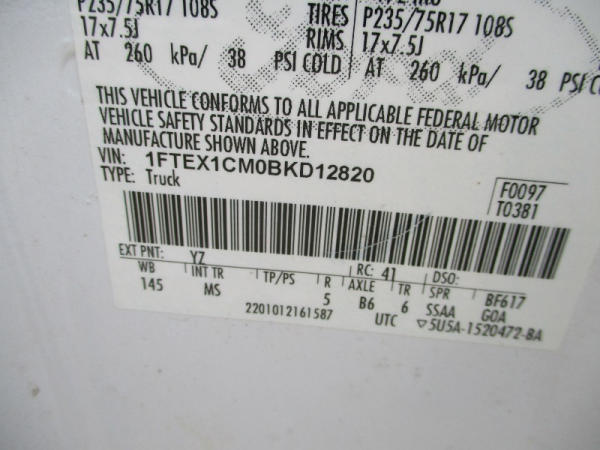 P235/75R17 108S TIRES P235/75R17 108S
17x7.5J RIMS 17x7.5J
AT 260 kPa/ 38 PSI COLD AT 260 kPa/ 38 PSI
THIS VEHICLE CONFORMS TO ALL APPLICABLE FEDERAL MOTOR
VEHICLE SAFETY STANDARDS IN EFFECT ON THE DATE OF
MANUFACTURE SHOWN ABOVE.
VIN: 1FTEX1CM0BKD12820
TYPE: Truck
F0097
T0381
EXT PNT: YZ RC: 41 DSO:
WB INT TR TP/PS R AXLE TR SPR BF617
145 MS 5 B6 6 SSAA GOA
2201012161587 UTC ▽5U5A-1520472-BA